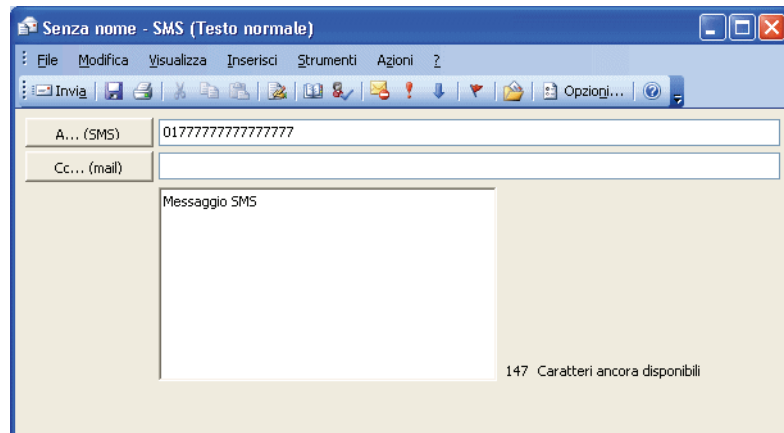 Senza nome - SMS (Testo normale)
File Modifica Visualizza Inserisci Strumenti Azioni ?
Invia Opzioni...
A... (SMS) 01777777777777777
Cc... (mail)
Messaggio SMS
147 Caratteri ancora disponibili